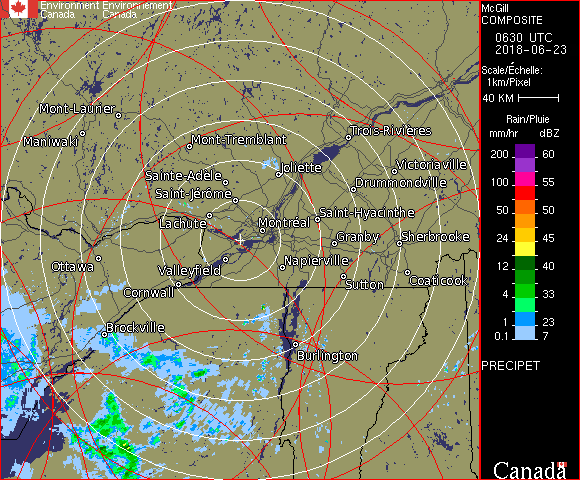 Environment Environnement
Canada Canada
McGill
COMPOSITE
0630 UTC
2018-06-23
Scale/Échelle:
1km/Pixel
40 KM
Rain/Pluie
mm/hr dBZ
200 60
100 55
50 50
24 45
12 40
4 33
1 23
0.1 7
PRECIPET
Canada
Mont-Laurier
Maniwaki
Mont-Tremblant
Trois-Rivières
Joliette
Victoriaville
Sainte-Adèle
Drummondville
Saint-Jérôme
Lachute
Saint-Hyacinthe
Montréal
Granby
Sherbrooke
Ottawa
Valleyfield
Napierville
Sutton
Coaticook
Cornwall
Brockville
Burlington